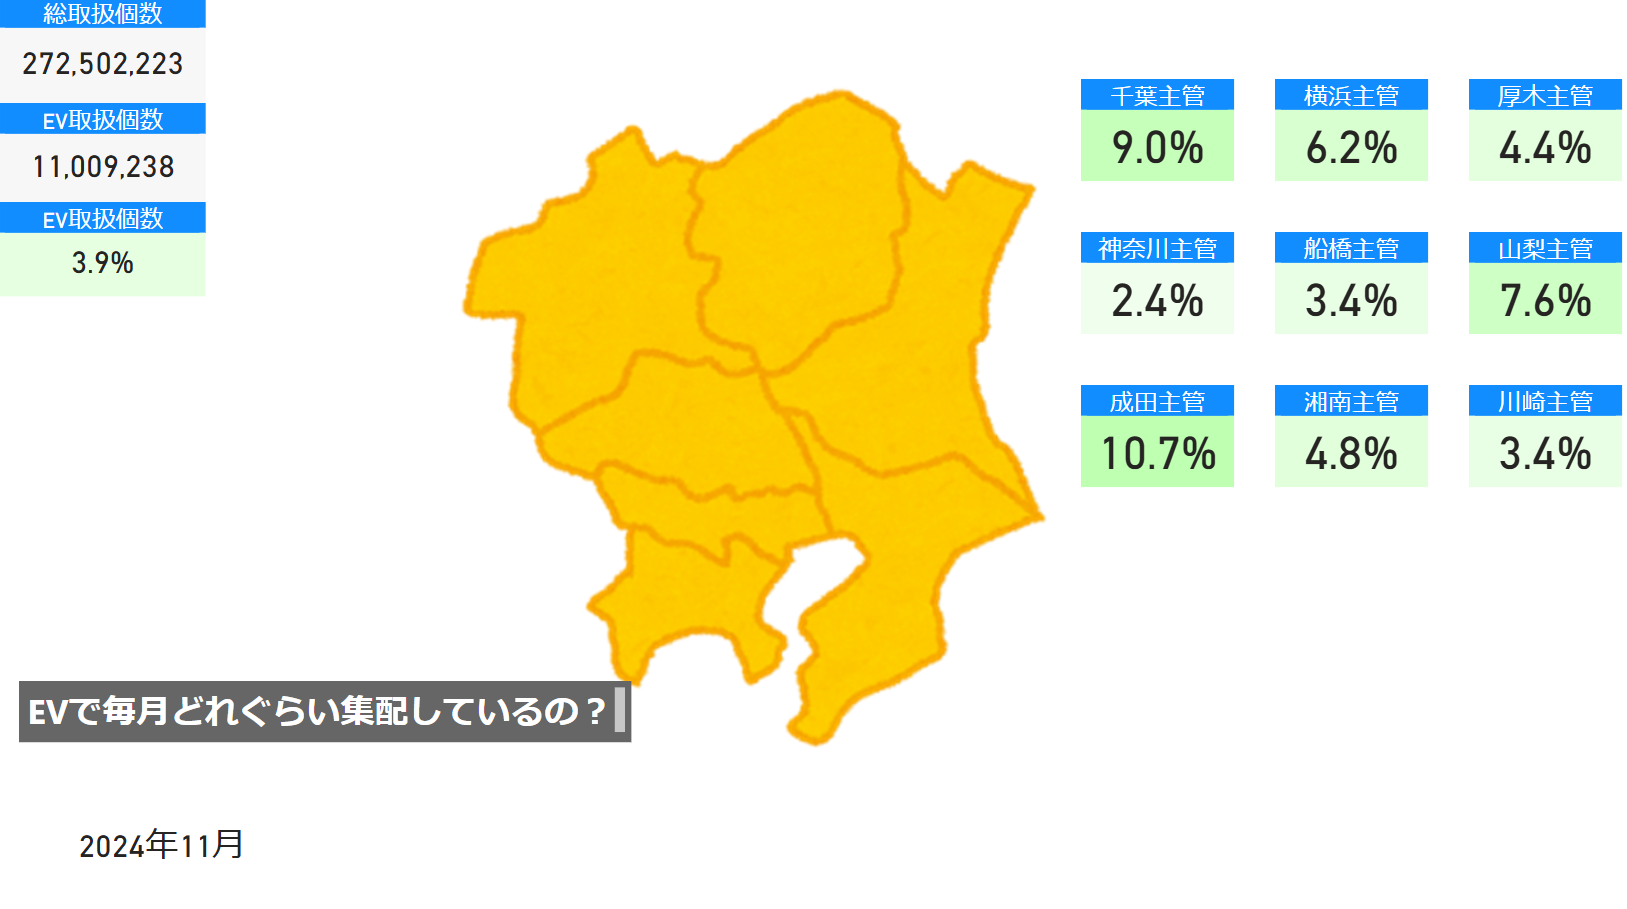 総取扱個数
272,502,223
EV取扱個数
11,009,238
EV取扱個数
3.9%
千葉主管
9.0%
横浜主管
6.2%
厚木主管
4.4%
神奈川主管
2.4%
船橋主管
3.4%
山梨主管
7.6%
成田主管
10.7%
湘南主管
4.8%
川崎主管
3.4%
EVで毎月どれぐらい集配しているの？
2024年11月